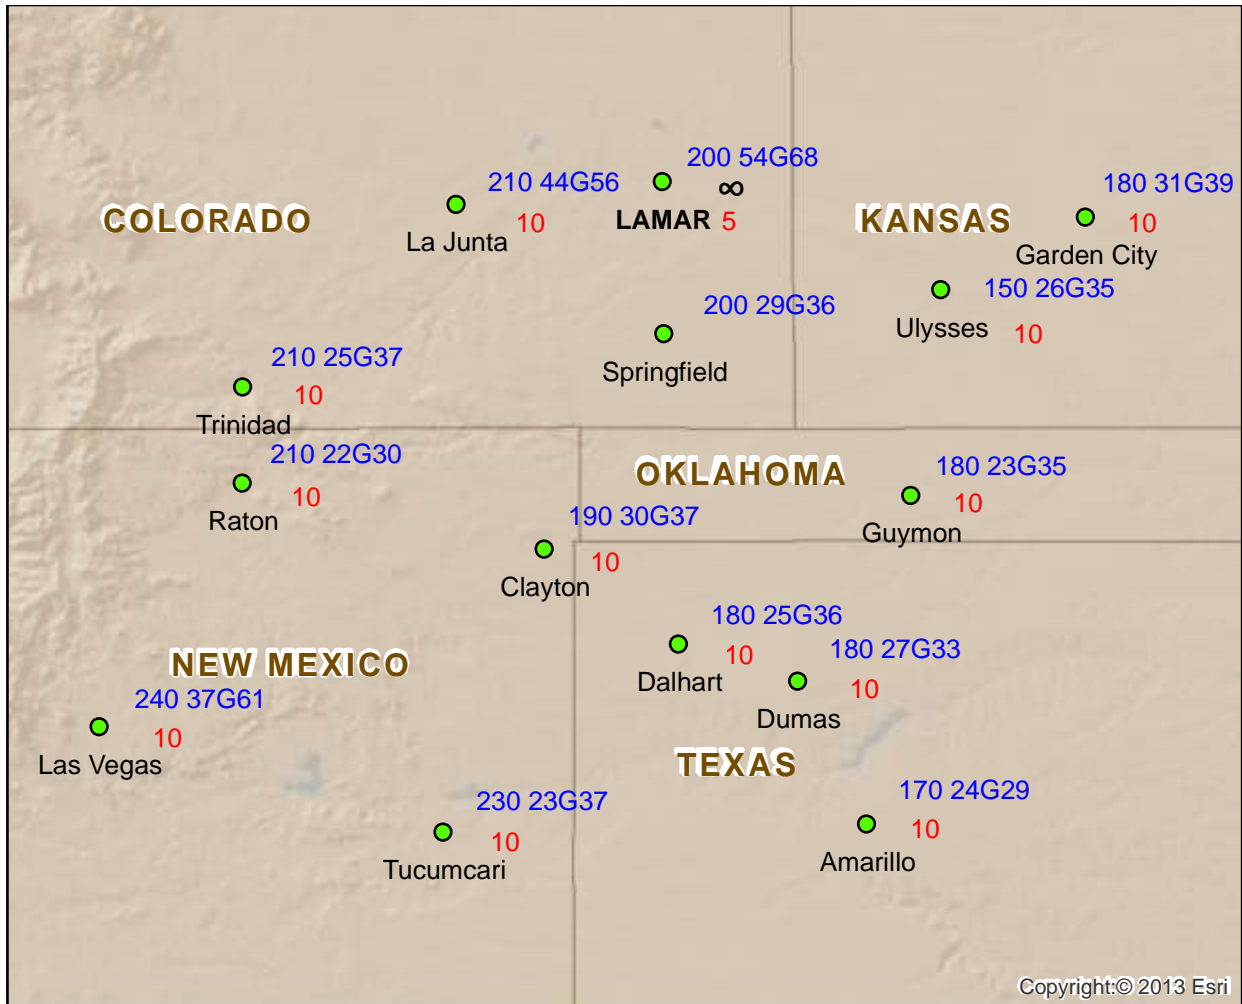 200 54G68
∞
210 44G56
180 31G39
COLORADO
10
LAMAR 5
KANSAS
10
La Junta
Garden City
150 26G35
200 29G36
Ulysses 10
Springfield
210 25G37
10
Trinidad
210 22G30
OKLAHOMA
180 23G35
10
10
Raton
190 30G37
Guymon
10
Clayton
180 25G36
10
180 27G33
NEW MEXICO
Dalhart
10
240 37G61
Dumas
10
Las Vegas
TEXAS
230 23G37
170 24G29
10
10
Tucumcari
Amarillo
Copyright:© 2013 Esri